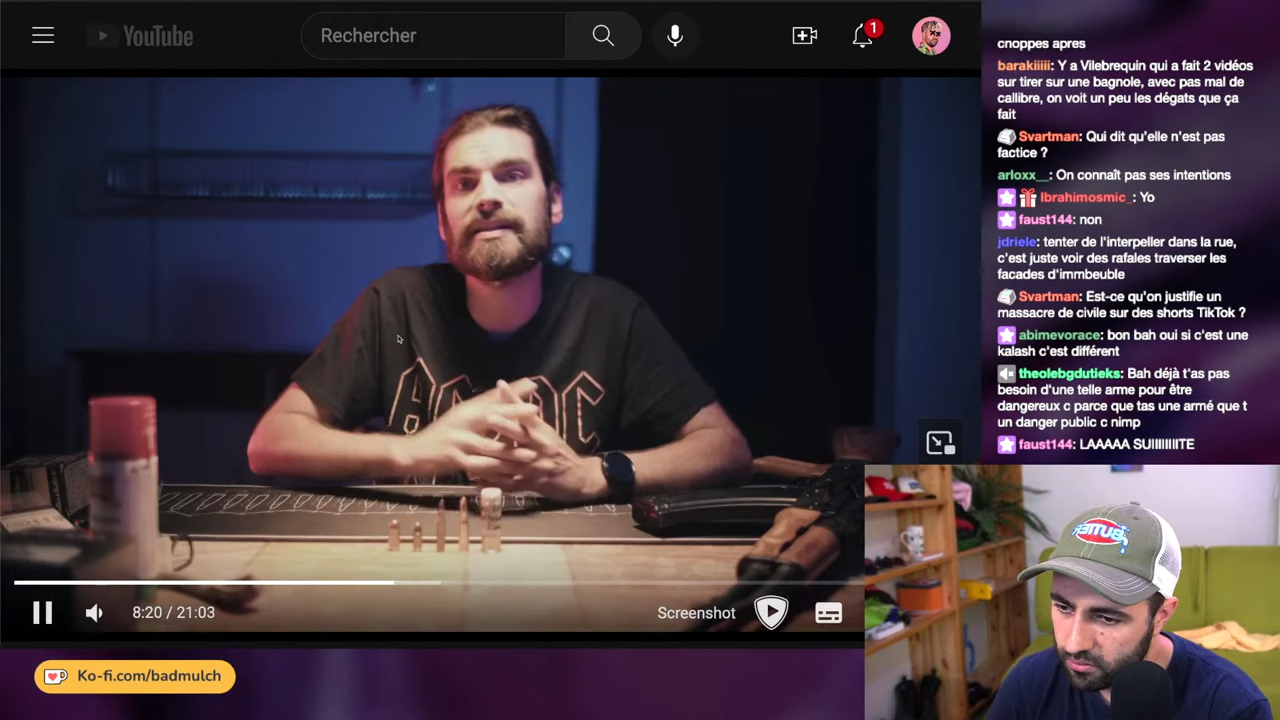 YouTube
Rechercher
1
8:20 / 21:03
Screenshot
Ko-fi.com/badmulch
cnoppes apres
barakiiiii: Y a Vilebrequin qui a fait 2 vidéos
sur tirer sur une bagnole, avec pas mal de
callibre, on voit un peu les dégats que ça
fait
Svartman: Qui dit qu'elle n'est pas
factice ?
arloxx__: On connaît pas ses intentions
Ibrahimosmic_: Yo
faust144: non
jdriele: tenter de l'interpeller dans la rue,
c'est juste voir des rafales traverser les
facades d'immbeuble
Svartman: Est-ce qu'on justifie un
massacre de civile sur des shorts TikTok ?
abimevorace: bon bah oui si c'est une
kalash c'est différent
theolebgdutieks: Bah déjà t'as pas
besoin d'une telle arme pour être
dangereux c parce que tas une armé que t
un danger public c nimp
faust144: LAAAAA SUIIIIIIIITE